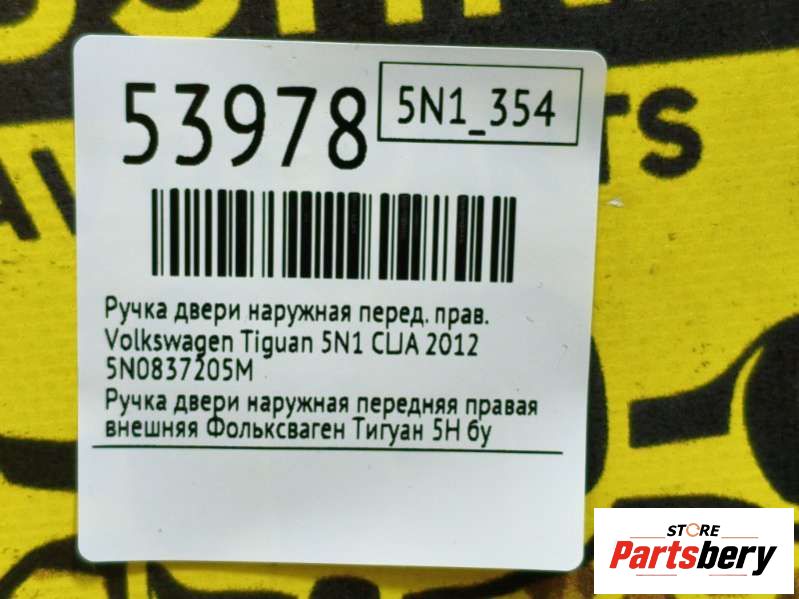 53978
5N1_354
TS
Ручка двери наружная перед. прав.
Volkswagen Tiguan 5N1 CLJA 2012
5N0837205M
Ручка двери наружная передняя правая
внешняя Фольксваген Тигуан 5Н бу
STORE
Partsbery